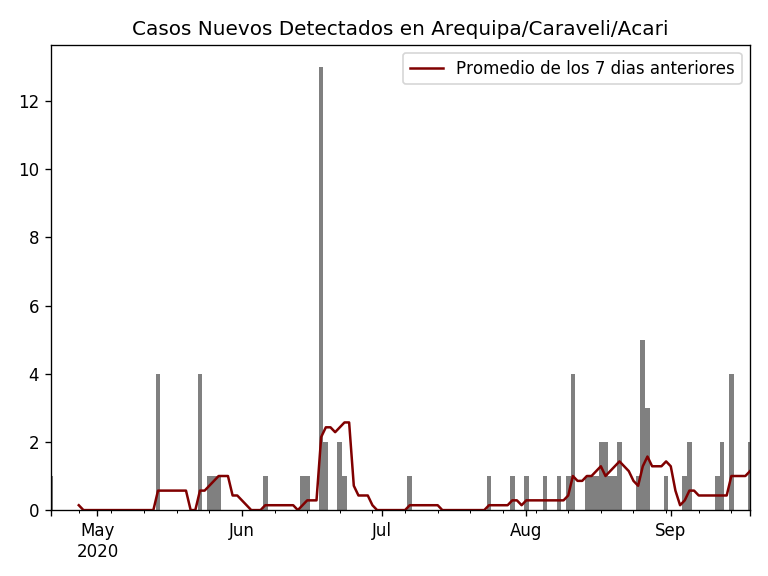 Casos Nuevos Detectados en Arequipa/Caraveli/Acari
Promedio de los 7 dias anteriores
12
10
8
6
4
2
0
May Jun Jul Aug Sep
2020